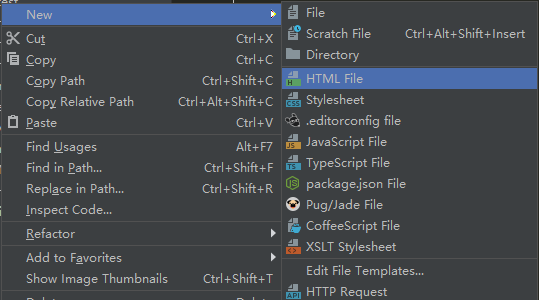 New
Cut Ctrl+X
Copy Ctrl+C
Copy Path Ctrl+Shift+C
Copy Relative Path Ctrl+Alt+Shift+C
Paste Ctrl+V
Find Usages Alt+F7
Find in Path... Ctrl+Shift+F
Replace in Path... Ctrl+Shift+R
Inspect Code...
Refactor
Add to Favorites
Show Image Thumbnails Ctrl+Shift+T
File
Scratch File Ctrl+Alt+Shift+Insert
Directory
HTML File
Stylesheet
.editorconfig file
JavaScript File
TypeScript File
package.json File
Pug/Jade File
CoffeeScript File
XSLT Stylesheet
Edit File Templates...
HTTP Request